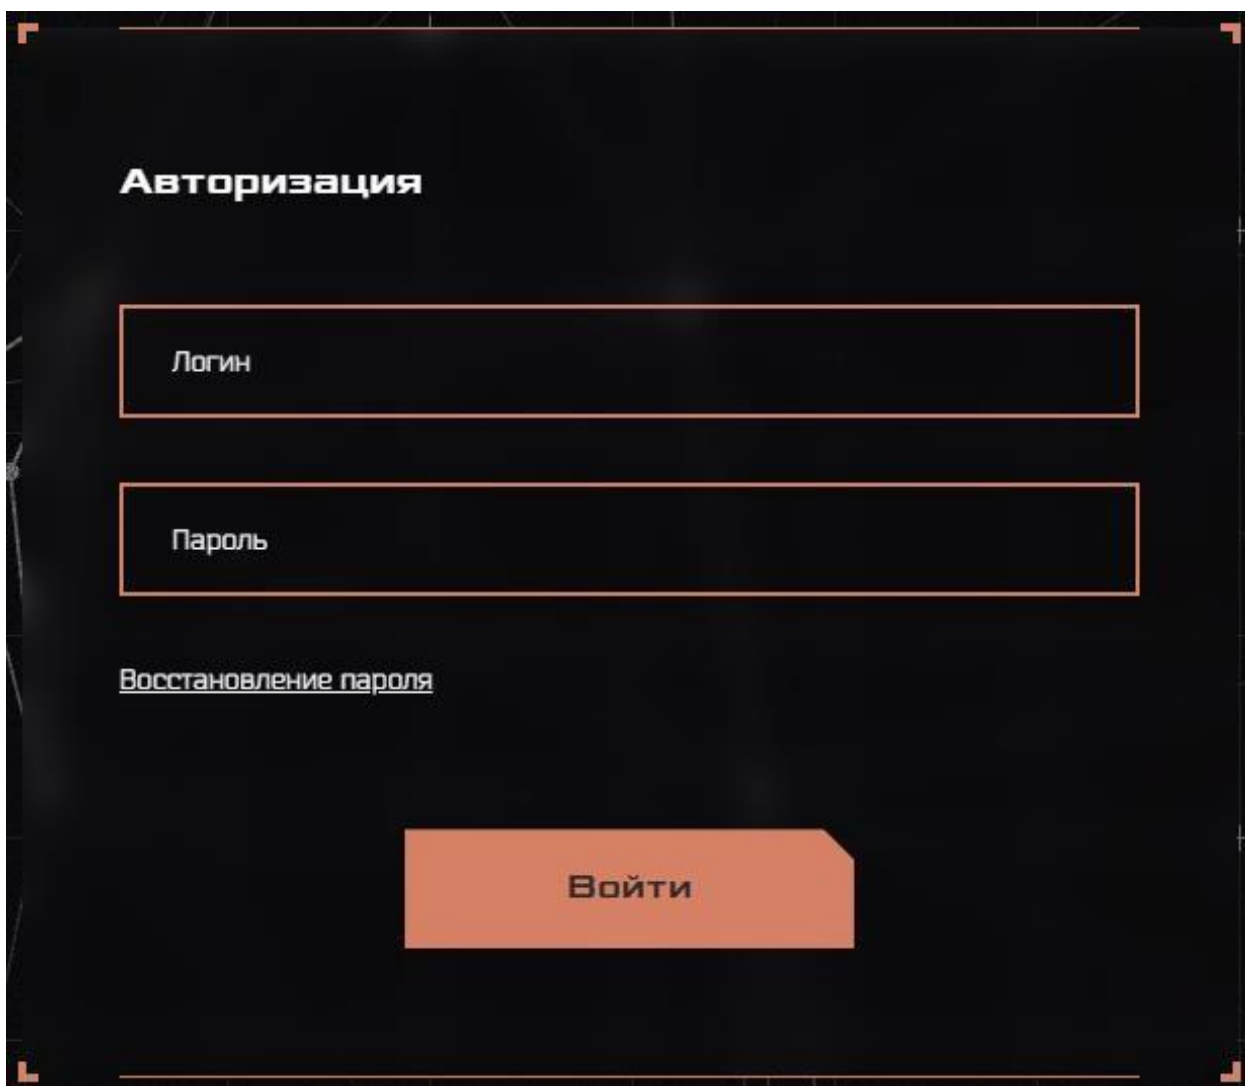 Авторизация
Логин
Пароль
Восстановление пароля
Войти